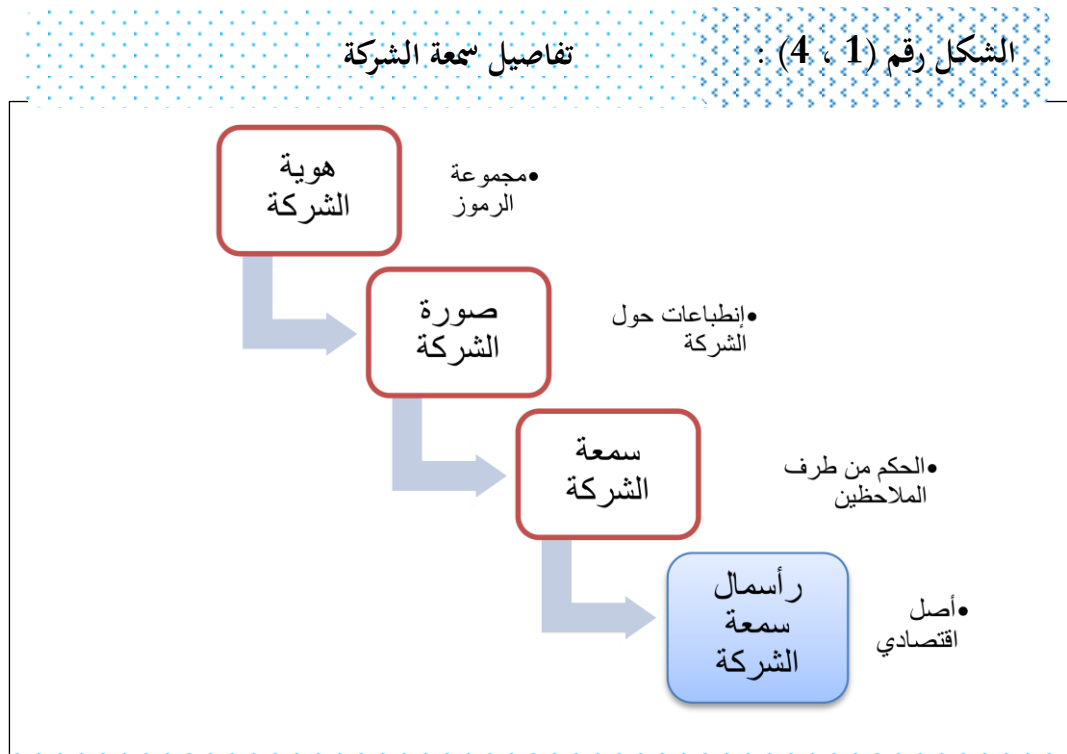 الشكل رقم (1 ، 4) : تفاصيل سمعة الشركة
هوية
الشركة
•مجموعة
الرموز
صورة
الشركة
•إنطباعات حول
الشركة
سمعة
الشركة
•الحكم من طرف
الملاحظين
رأسمال
سمعة
الشركة
•أصل
اقتصادي